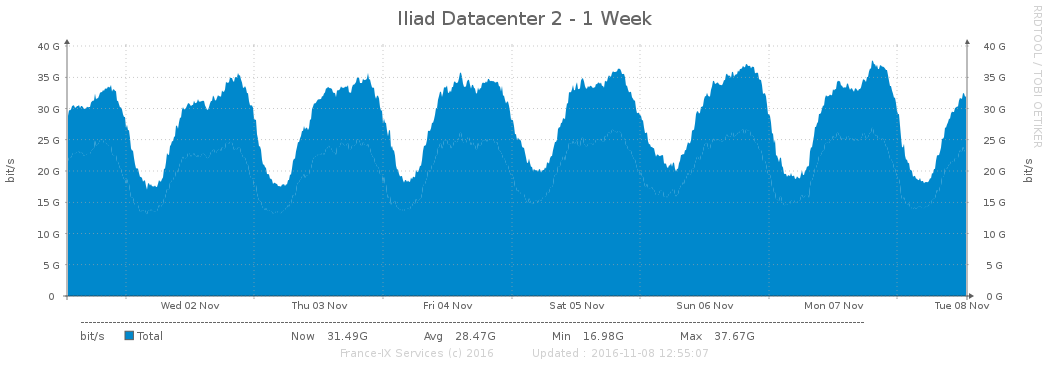 Iliad Datacenter 2 - 1 Week
RRDTOOL / TOBI OETIKER
40 G 40 G
35 G 35 G
30 G 30 G
25 G 25 G
20 G 20 G
15 G 15 G
10 G 10 G
5 G 5 G
0 0 G
bit/s
bit/s
Wed 02 Nov Thu 03 Nov Fri 04 Nov Sat 05 Nov Sun 06 Nov Mon 07 Nov Tue 08 Nov
bit/s Total Now 31.49G Avg 28.47G Min 16.98G Max 37.67G
France-IX Services (c) 2016 Updated : 2016-11-08 12:55:07